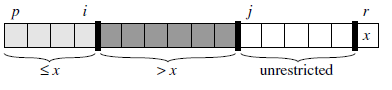 p i j r
x
≤ x > x unrestricted